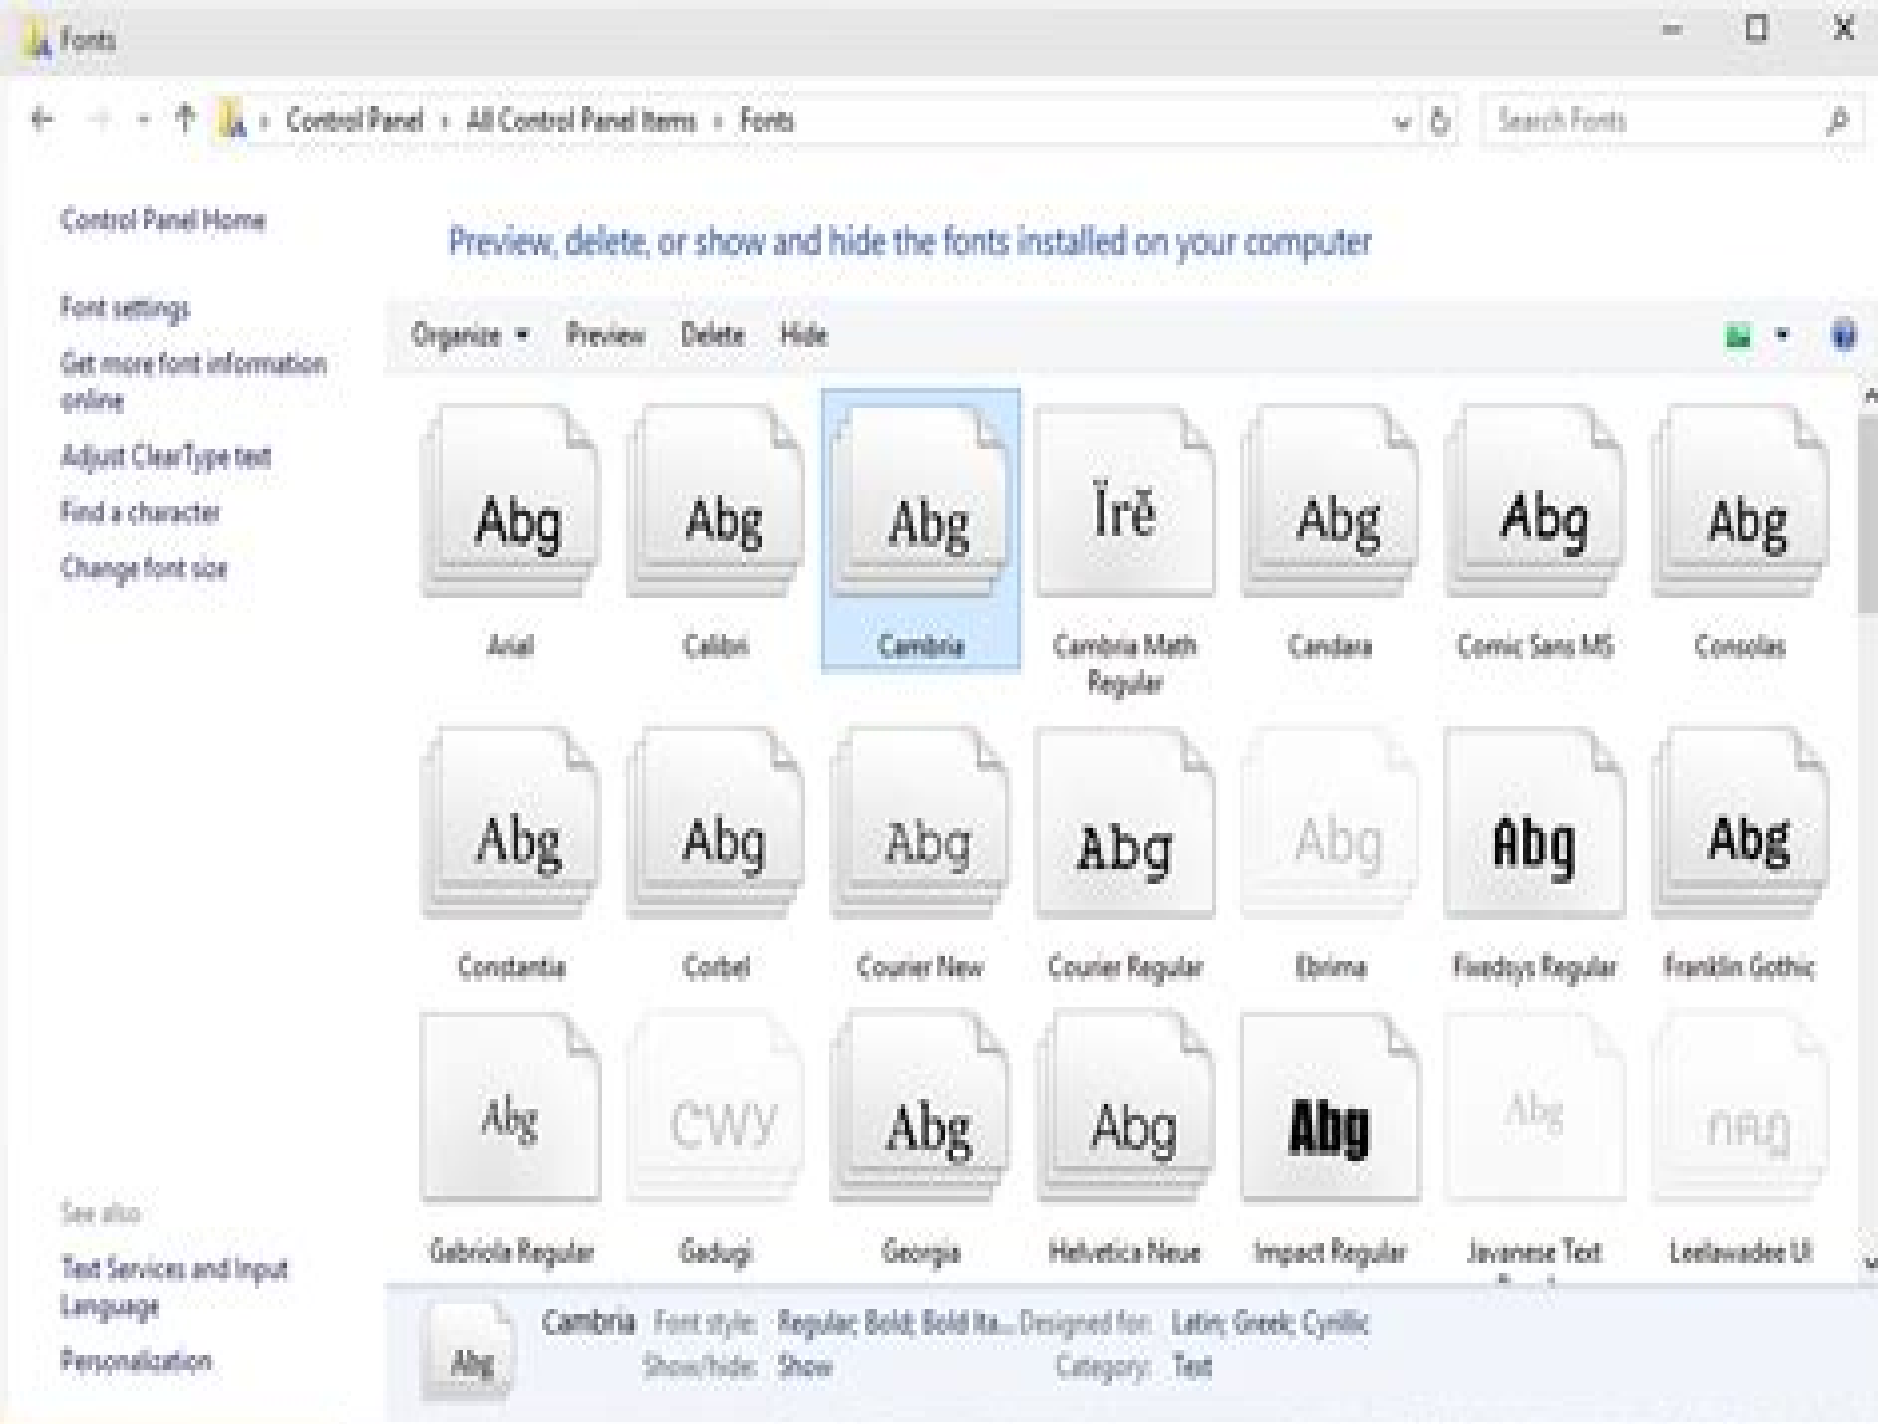 Fonts
Control Panel › All Control Panel Items › Fonts
Search Fonts
Control Panel Home
Font settings
Get more font information
online
Adjust ClearType text
Find a character
Change font size
See also
Text Services and Input
Language
Personalization
Preview, delete, or show and hide the fonts installed on your computer
Organize Preview Delete Hide
Abg Abg Abg Ïrĕ Abg Abg Abg
Arial Calibri Cambria Cambria Math Candara Comic Sans MS Consolas
Regular
Abg Abg Abg Abg Abg Abg Abg
Constantia Corbel Courier New Courier Regular Ebrima Fixedsys Regular Franklin Gothic
Abg Abg Abg Abg Abg
Gabriola Regular Gadugi Georgia Helvetica Neue Impact Regular Javanese Text Leelawadee UI
Abg
Cambria Font style: Regular; Bold; Bold Ita... Designed for: Latin; Greek; Cyrillic
Show/hide: Show Category: Text